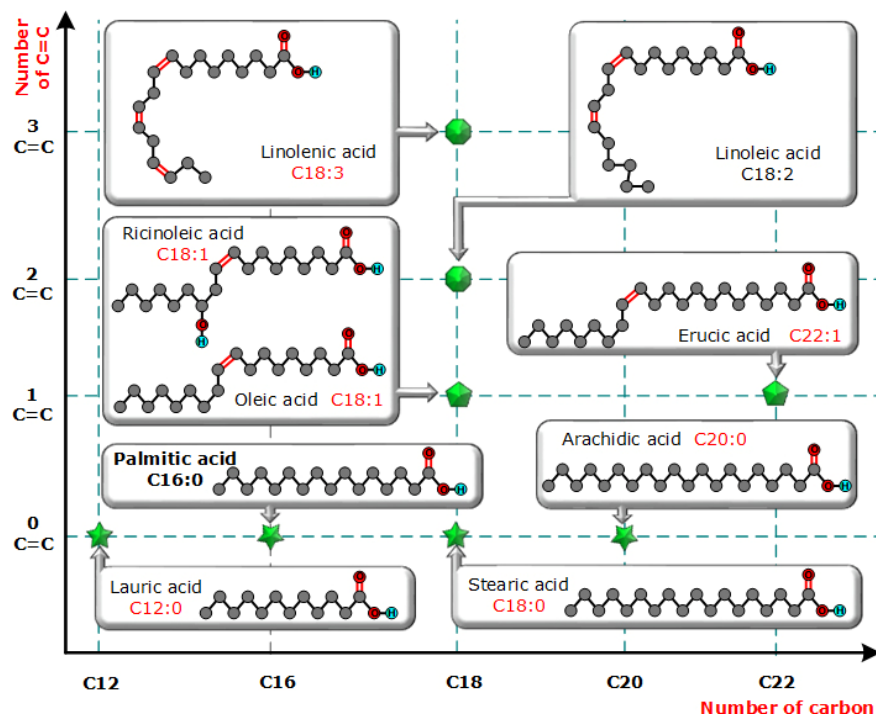 Number
of C=C
3
C=C
2
C=C
1
C=C
0
C=C
O
O H
Linolenic acid
C18:3
O
O H
Linoleic acid
C18:2
Ricinoleic acid
C18:1
O
O H
O
H
O
O H
Oleic acid C18:1
O
O H
Erucic acid C22:1
Palmitic acid
C16:0
O
O H
Arachidic acid C20:0
O
O H
Lauric acid
C12:0
O
O H
Stearic acid
C18:0
O
O H
C12 C16 C18 C20 C22
Number of carbon